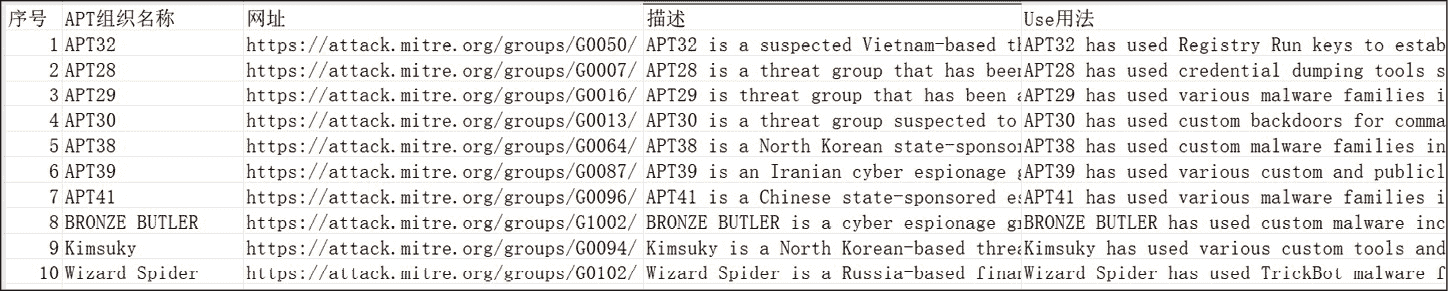 序号 APT组织名称 网址 描述 Use用法
1 APT32 https://attack.mitre.org/groups/G0050/ APT32 is a suspected Vietnam-based th APT32 has used Registry Run keys to estab
2 APT28 https://attack.mitre.org/groups/G0007/ APT28 is a threat group that has been APT28 has used credential dumping tools s
3 APT29 https://attack.mitre.org/groups/G0016/ APT29 is threat group that has been a APT29 has used various malware families i
4 APT30 https://attack.mitre.org/groups/G0013/ APT30 is a threat group suspected to APT30 has used custom backdoors for comma
5 APT38 https://attack.mitre.org/groups/G0064/ APT38 is a North Korean state-sponsor APT38 has used custom malware families in
6 APT39 https://attack.mitre.org/groups/G0087/ APT39 is an Iranian cyber espionage g APT39 has used various custom and publicl
7 APT41 https://attack.mitre.org/groups/G0096/ APT41 is a Chinese state-sponsored es APT41 has used various malware families i
8 BRONZE BUTLER https://attack.mitre.org/groups/G1002/ BRONZE BUTLER is a cyber espionage gr BRONZE BUTLER has used custom malware inc
9 Kimsuky https://attack.mitre.org/groups/G0094/ Kimsuky is a North Korean-based threa Kimsuky has used various custom tools and
10 Wizard Spider https://attack.mitre.org/groups/G0102/ Wizard Spider is a Russia-based finan Wizard Spider has used TrickBot malware f